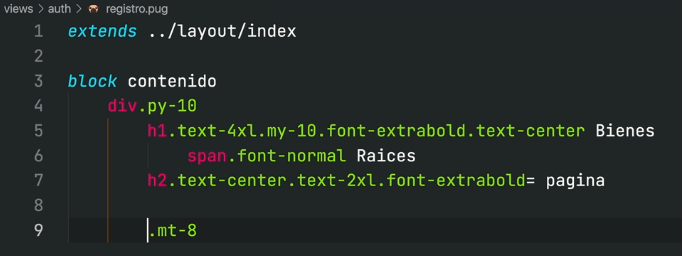 views > auth > registro.pug
1 extends ../layout/index
2
3 block contenido
4 div.py-10
5 h1.text-4xl.my-10.font-extrabold.text-center Bienes
6 span.font-normal Raices
7 h2.text-center.text-2xl.font-extrabold= pagina
8
9 .mt-8